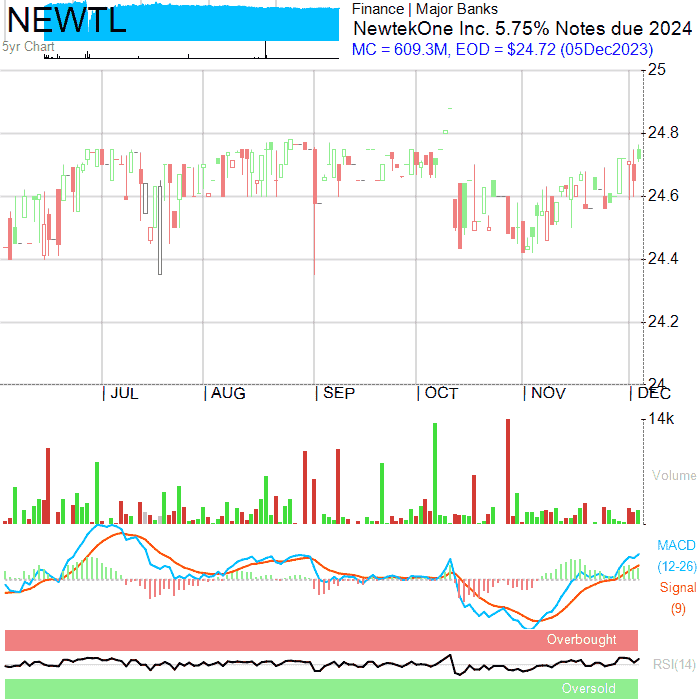 NEWTL
5yr Chart
Finance | Major Banks
NewtekOne Inc. 5.75% Notes due 2024
MC = 609.3M, EOD = $24.72 (05Dec2023)
25
24.8
24.6
24.4
24.2
24
| JUL | AUG | SEP | OCT | NOV | DEC
14k
Volume
MACD
(12-26)
Signal
(9)
Overbought
RSI(14)
Oversold